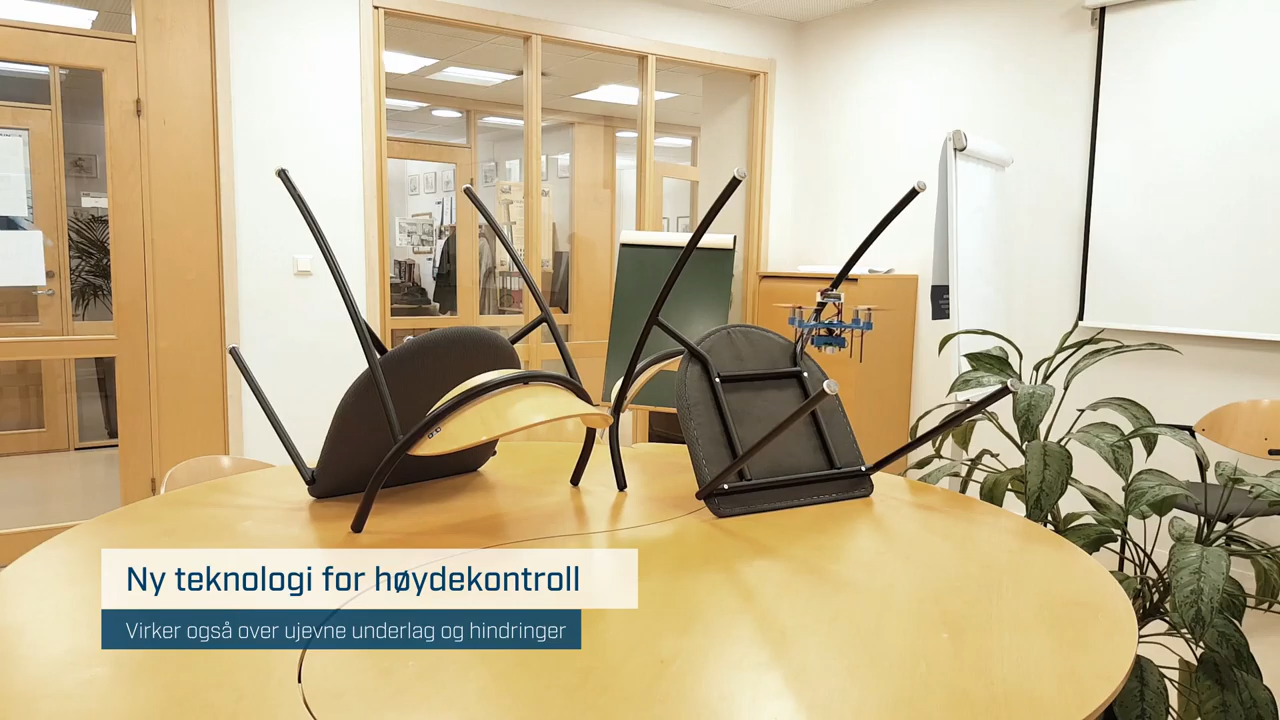 Ny teknologi for høydekontroll
Virker også over ujevne underlag og hindringer